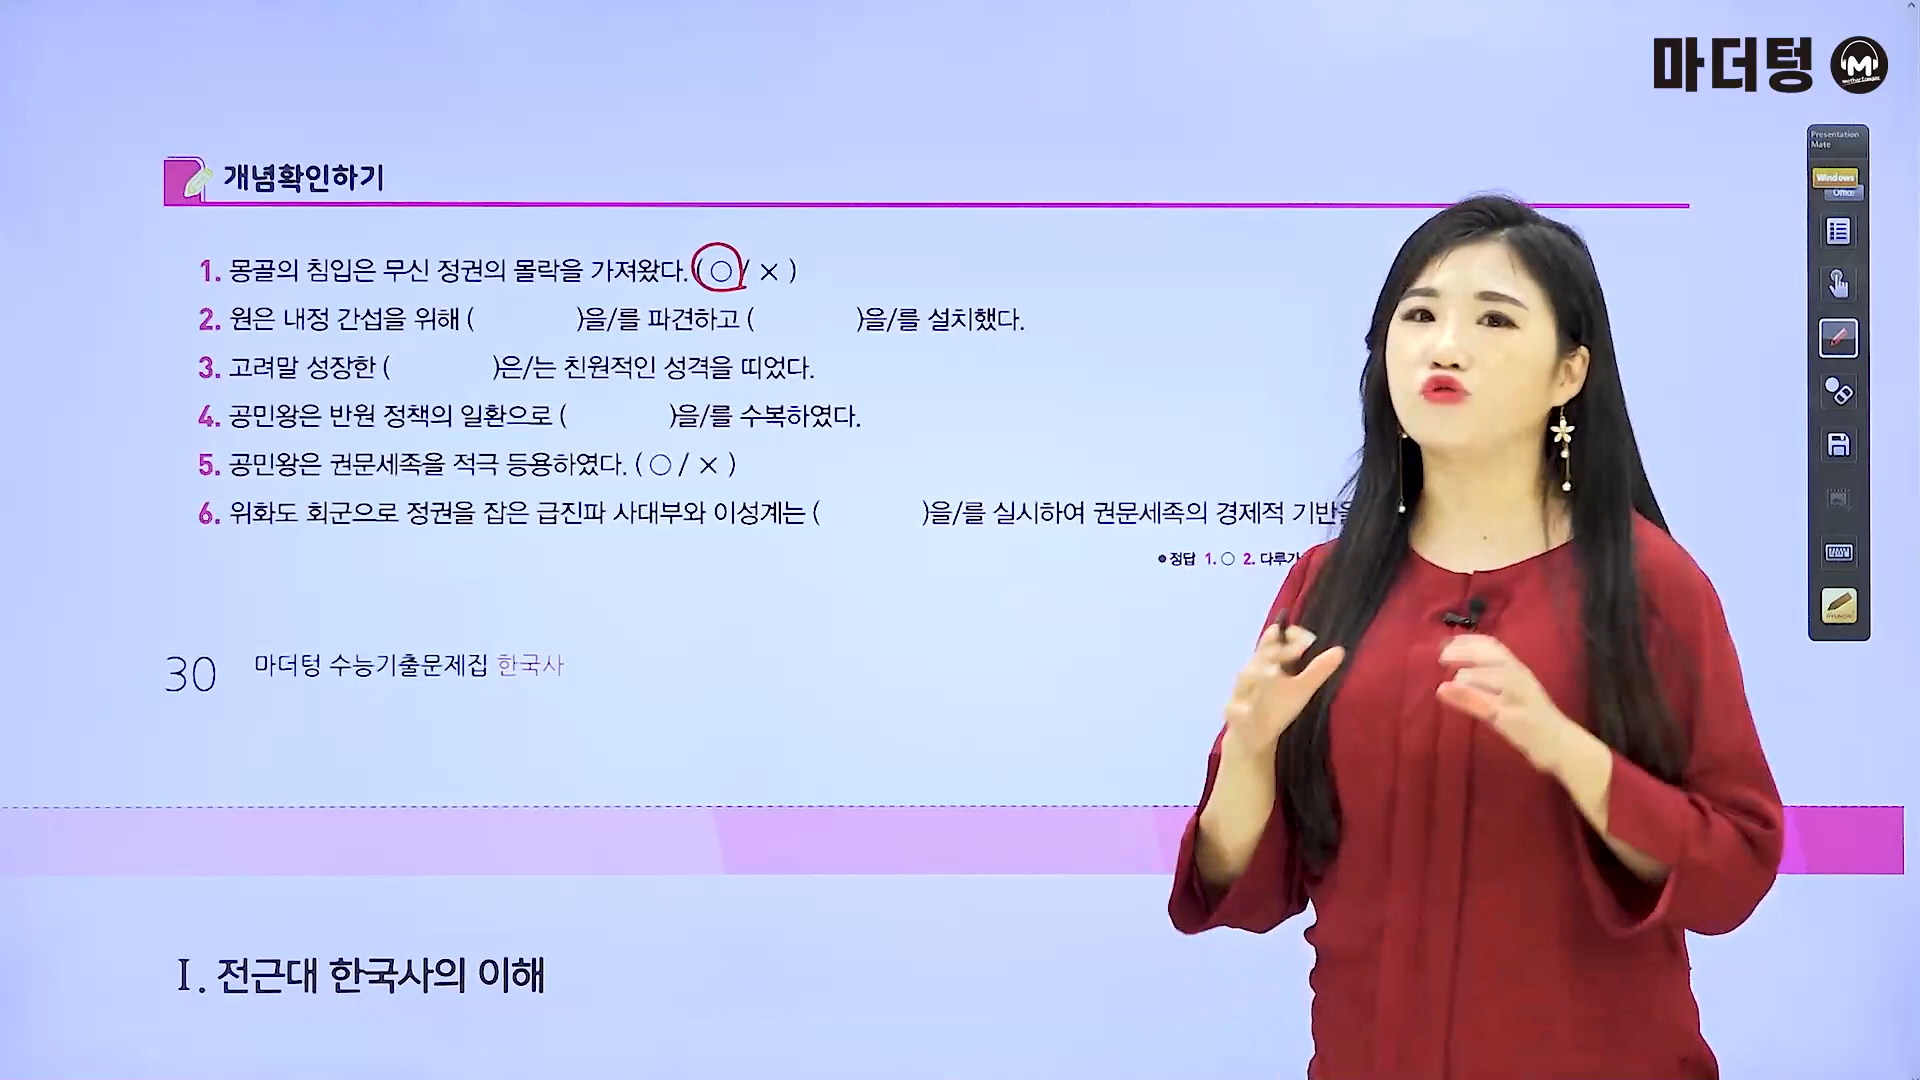 마더텅
Presentation
Mate
Windows
Office
개념확인하기
1. 몽골의 침입은 무신 정권의 몰락을 가져왔다. ( ○ / × )
2. 원은 내정 간섭을 위해 (          )을/를 파견하고 (          )을/를 설치했다.
3. 고려말 성장한 (          )은/는 친원적인 성격을 띠었다.
4. 공민왕은 반원 정책의 일환으로 (          )을/를 수복하였다.
5. 공민왕은 권문세족을 적극 등용하였다. ( ○ / × )
6. 위화도 회군으로 정권을 잡은 급진파 사대부와 이성계는 (          )을/를 실시하여 권문세족의 경제적 기반을
●정답 1. ○ 2. 다루가
30 마더텅 수능기출문제집 한국사
Ⅰ. 전근대 한국사의 이해